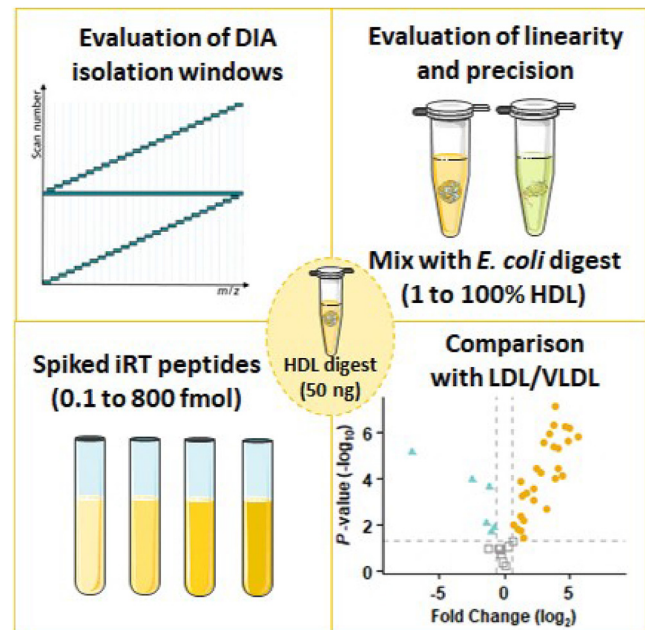 Evaluation of DIA
isolation windows
Scan number
m/z
Evaluation of linearity
and precision
Mix with E. coli digest
(1 to 100% HDL)
HDL digest
(50 ng)
Spiked iRT peptides
(0.1 to 800 fmol)
Comparison
with LDL/VLDL
P-value (-log10)
6
4
2
0
-5
0
5
Fold Change (log2)